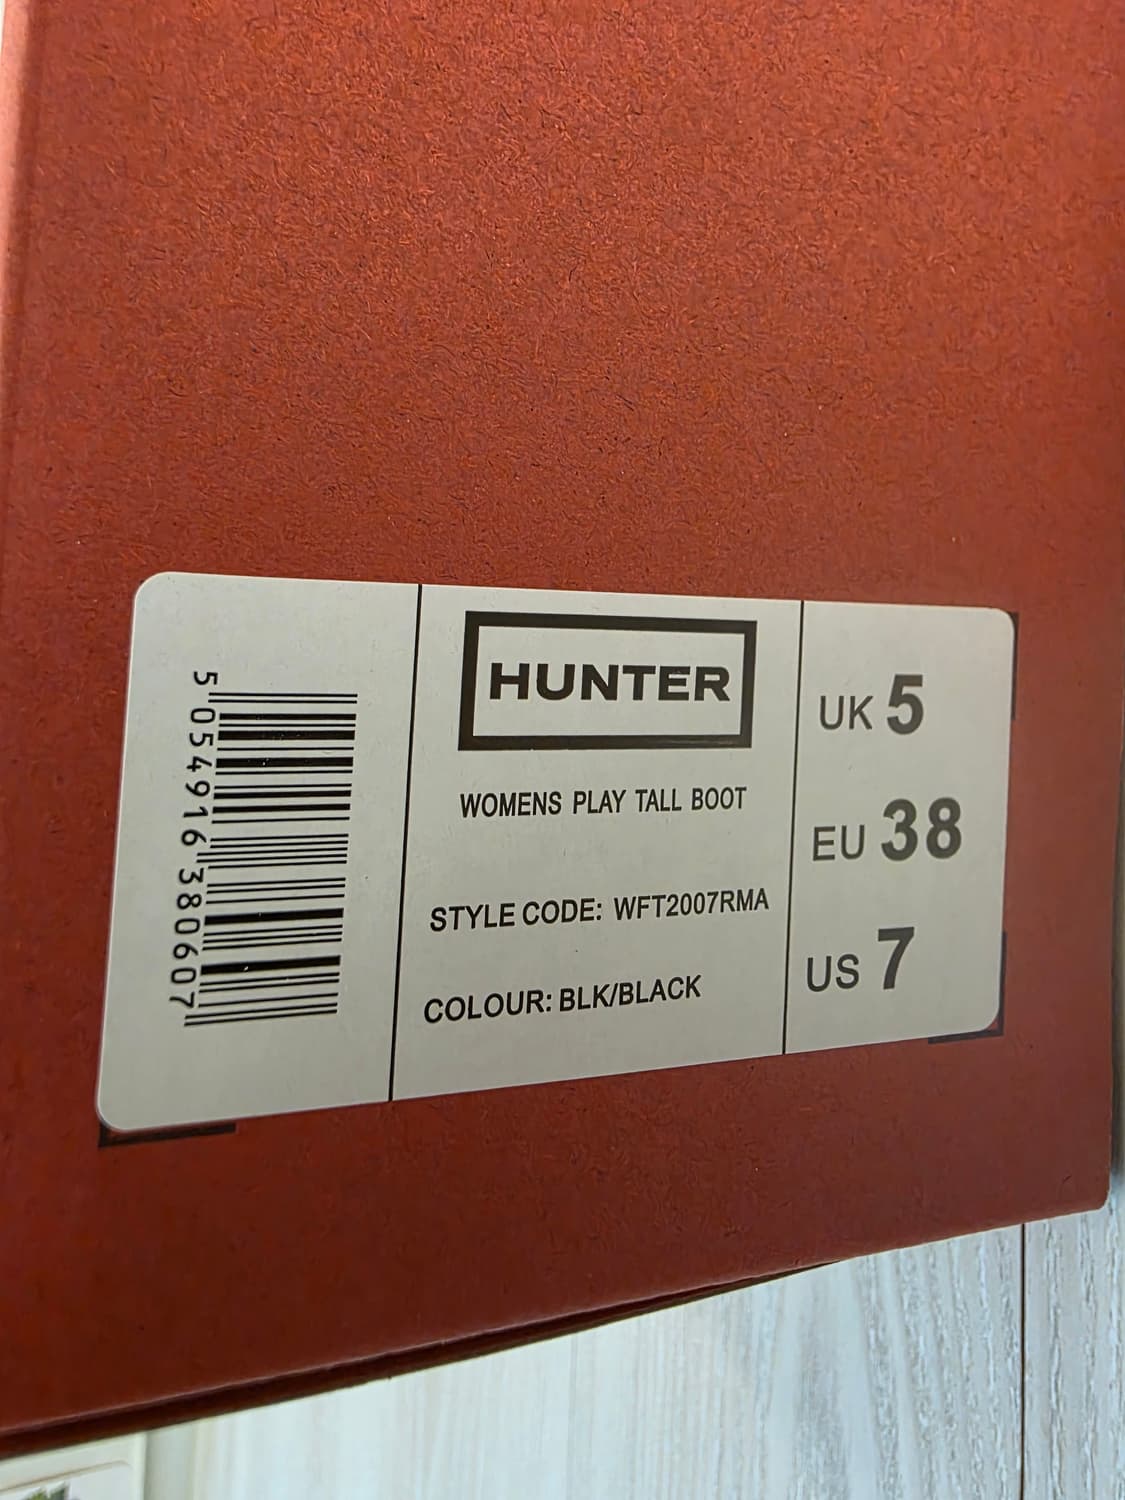 5 054916 380607
HUNTER
WOMENS PLAY TALL BOOT
STYLE CODE: WFT2007RMA
COLOUR: BLK/BLACK
UK 5
EU 38
US 7